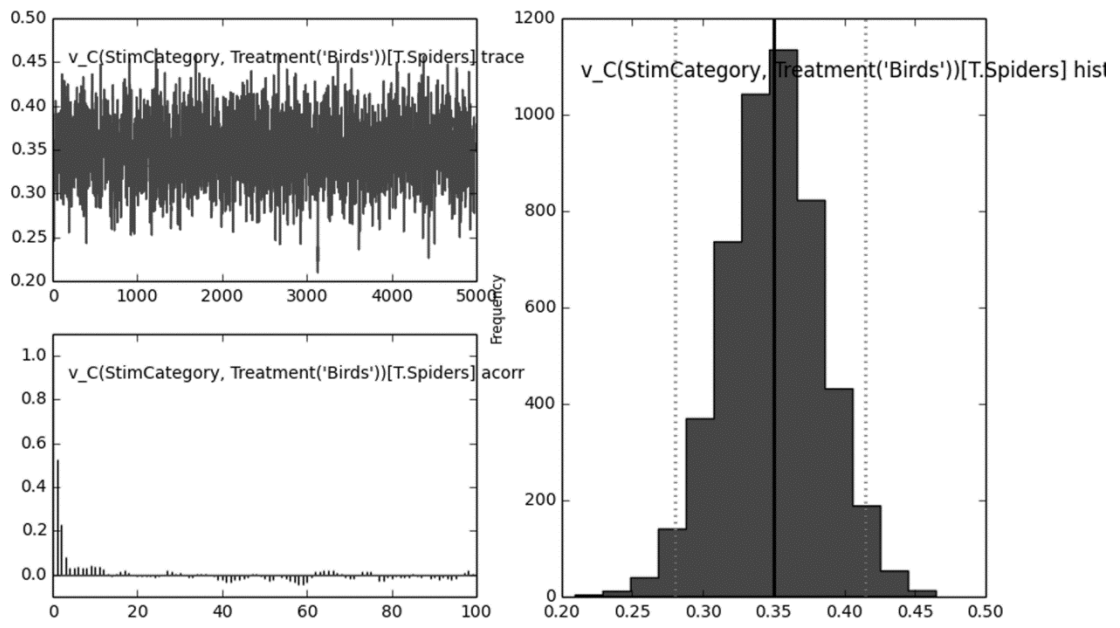 0.50
v_C(StimCategory, Treatment('Birds'))[T.Spiders] trace
0.45
0.40
0.35
0.30
0.25
0.20
0 1000 2000 3000 4000 5000
1.0
v_C(StimCategory, Treatment('Birds'))[T.Spiders] acorr
0.8
0.6
0.4
0.2
0.0
0 20 40 60 80 100
Frequency
1200
v_C(StimCategory, Treatment('Birds'))[T.Spiders] hist
1000
800
600
400
200
0
0.20 0.25 0.30 0.35 0.40 0.45 0.50